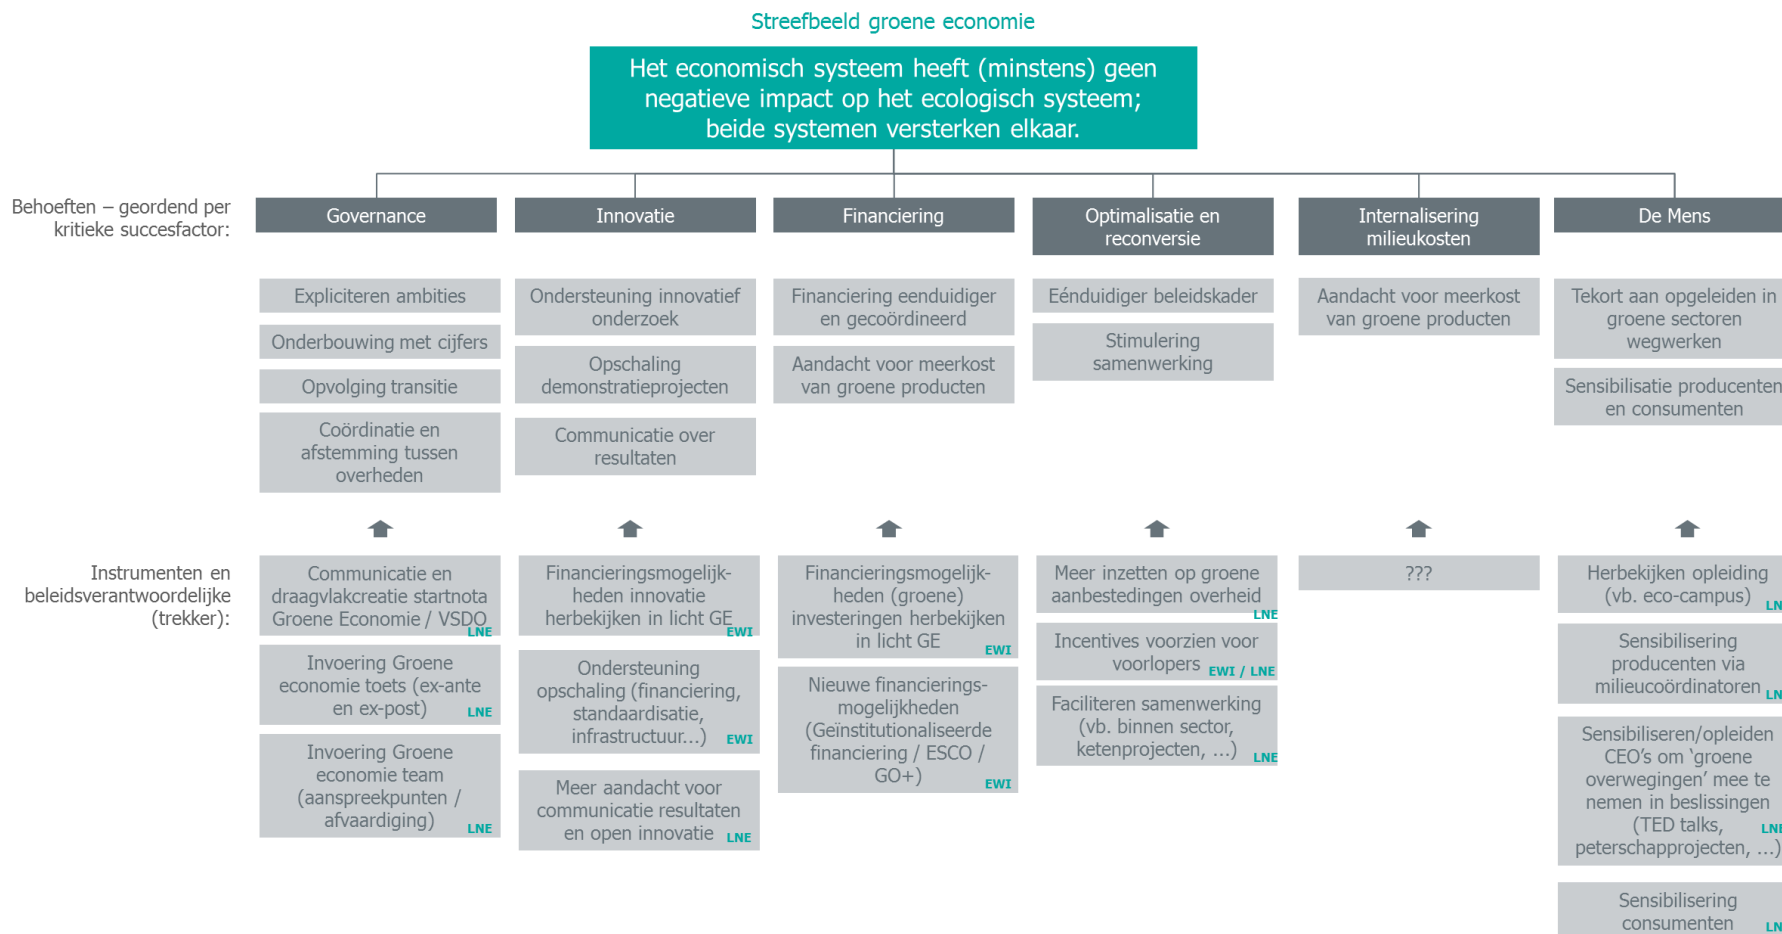 Streefbeeld groene economie
Het economisch systeem heeft (minstens) geen
negatieve impact op het ecologisch systeem;
beide systemen versterken elkaar.
Behoeften – geordend per
kritieke succesfactor:
Governance
Innovatie
Financiering
Optimalisatie en
reconversie
Internalisering
milieukosten
De Mens
Expliciteren ambities
Onderbouwing met cijfers
Opvolging transitie
Coördinatie en
afstemming tussen
overheden
Ondersteuning innovatief
onderzoek
Opschaling
demonstratieprojecten
Communicatie over
resultaten
Financiering eenduidiger
en gecoördineerd
Aandacht voor meerkost
van groene producten
Eénduidiger beleidskader
Stimulering
samenwerking
Aandacht voor meerkost
van groene producten
Tekort aan opgeleiden in
groene sectoren
wegwerken
Sensibilisatie producenten
en consumenten
Instrumenten en
beleidsverantwoordelijke
(trekker):
Communicatie en
draagvlakcreatie startnota
Groene Economie / VSDO
LNE
Invoering Groene
economie toets (ex-ante
en ex-post)
LNE
Invoering Groene
economie team
(aanspreekpunten /
afvaardiging)
LNE
Financieringsmogelijk-
heden innovatie
herbekijken in licht GE
EWI
Ondersteuning
opschaling (financiering,
standaardisatie,
infrastructuur...)
EWI
Meer aandacht voor
communicatie resultaten
en open innovatie
LNE
Financieringsmogelijk-
heden (groene)
investeringen herbekijken
in licht GE
EWI
Nieuwe financierings-
mogelijkheden
(Geïnstitutionaliseerde
financiering / ESCO /
GO+)
EWI
Meer inzetten op groene
aanbestedingen overheid
LNE
Incentives voorzien voor
voorlopers
EWI / LNE
Faciliteren samenwerking
(vb. binnen sector,
ketenprojecten, ...)
LNE
???
Herbekijken opleiding
(vb. eco-campus)
LNE
Sensibilisering
producenten via
milieucoördinatoren
LNE
Sensibiliseren/opleiden
CEO's om ‘groene
overwegingen’ mee te
nemen in beslissingen
(TED talks,
peterschapprojecten, ...)
LNE
Sensibilisering
consumenten
LNE